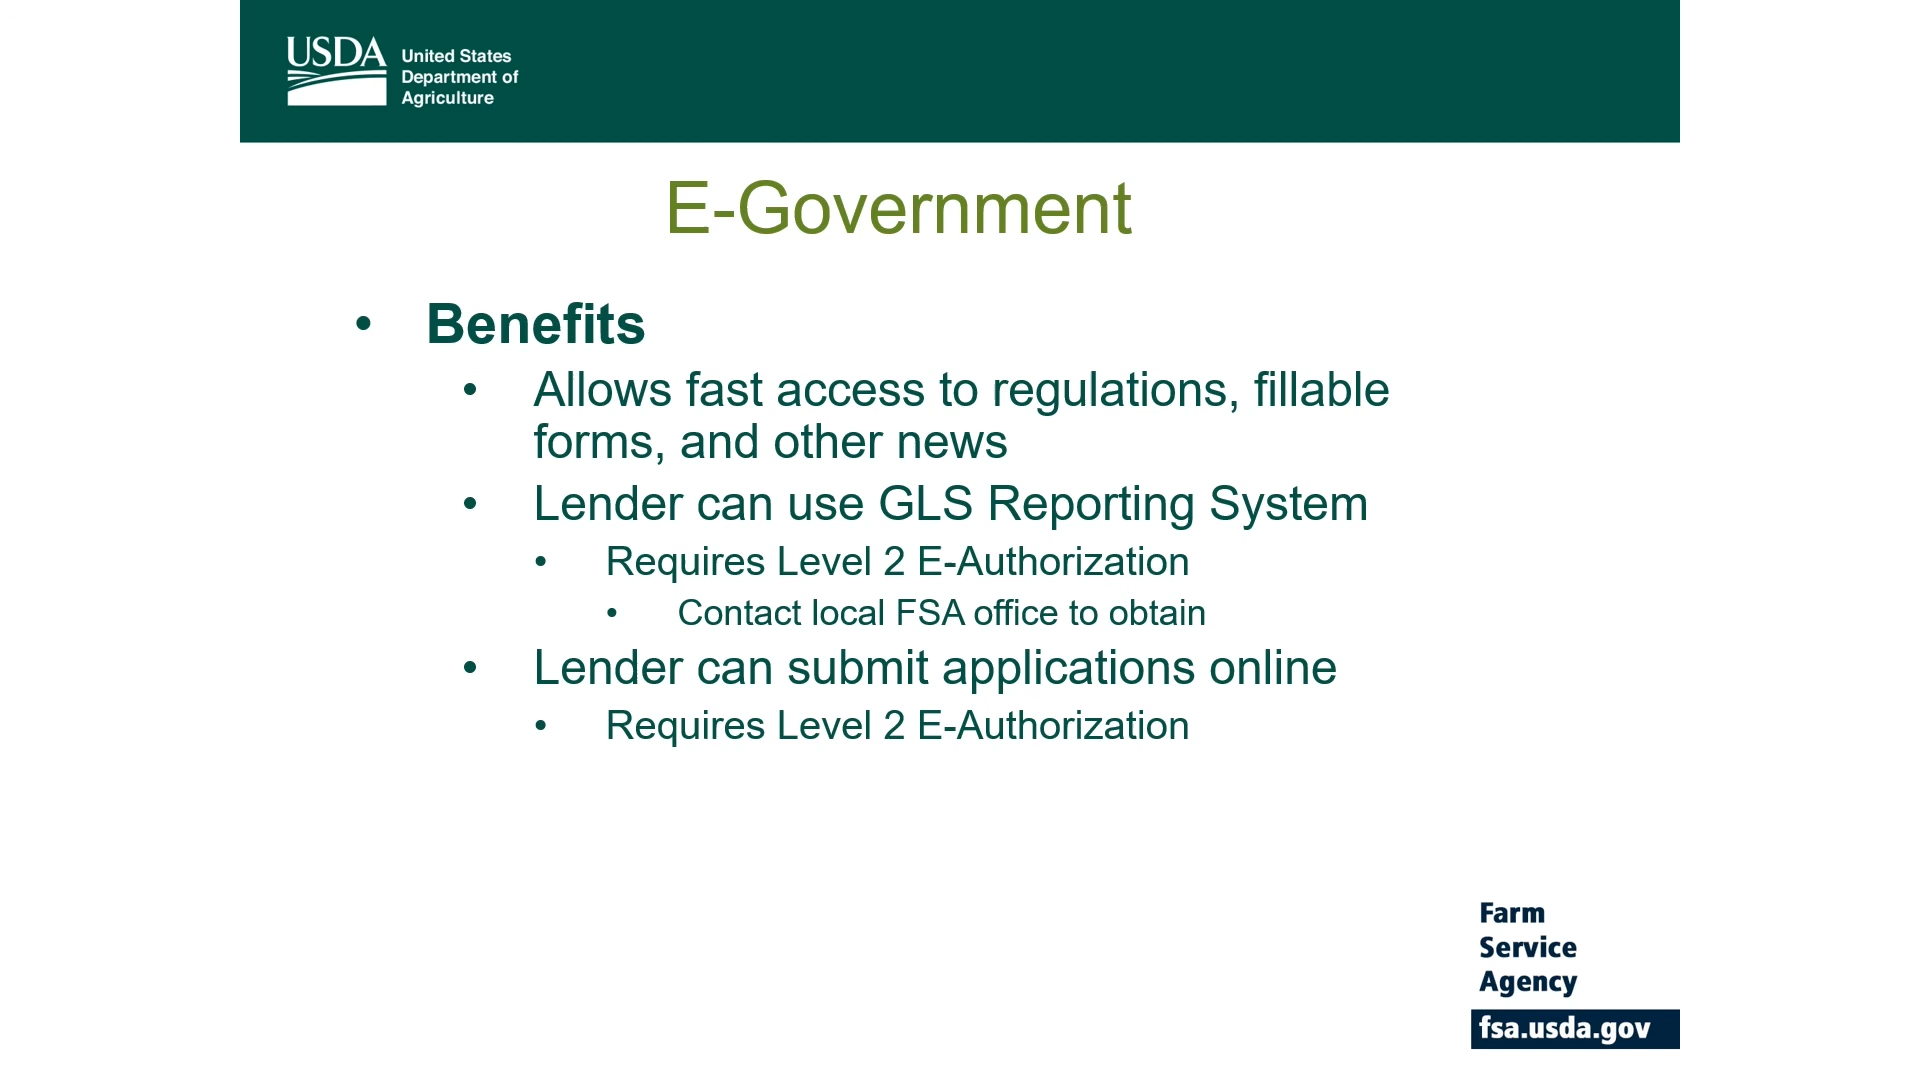 USDA
United States
Department of
Agriculture
E-Government
• Benefits
• Allows fast access to regulations, fillable
forms, and other news
• Lender can use GLS Reporting System
• Requires Level 2 E-Authorization
• Contact local FSA office to obtain
• Lender can submit applications online
• Requires Level 2 E-Authorization
Farm
Service
Agency
fsa.usda.gov